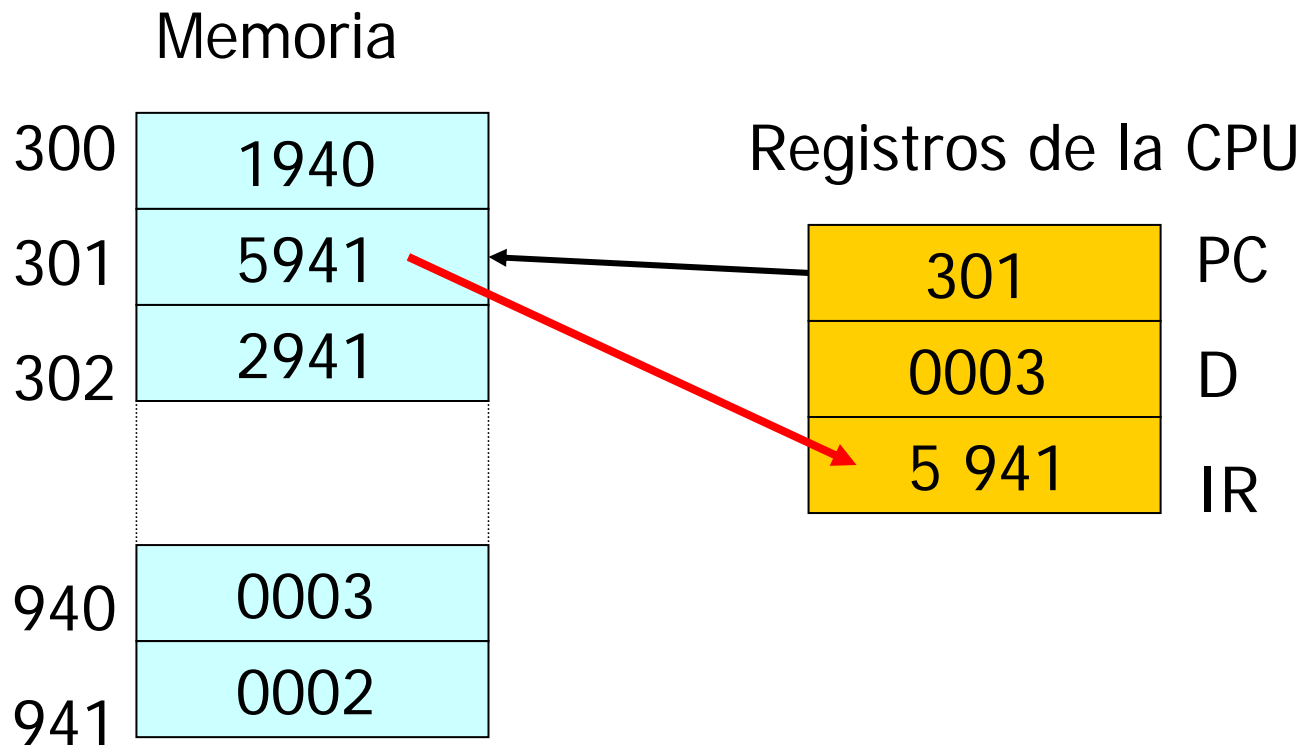 Memoria
300 1940
301 5941
302 2941
940 0003
941 0002
Registros de la CPU
301 PC
0003 D
5 941 IR